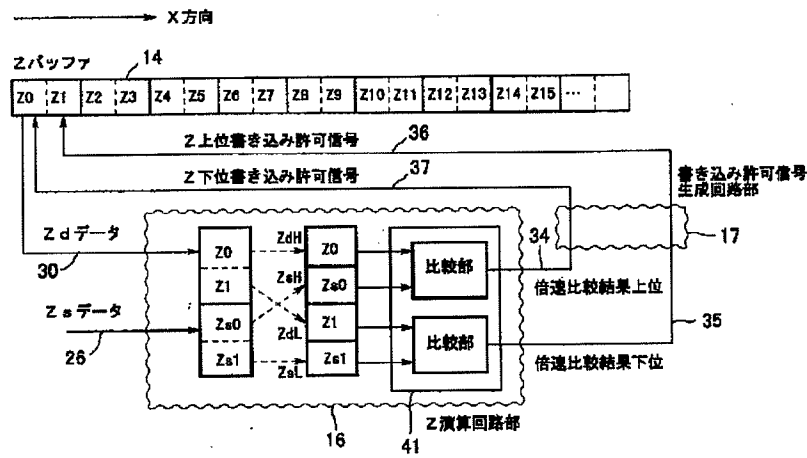 X方向
Zバッファ
14
Z0 Z1 Z2 Z3 Z4 Z5 Z6 Z7 Z8 Z9 Z10 Z11 Z12 Z13 Z14 Z15 …
Z上位書き込み許可信号
36
Z下位書き込み許可信号
37
書き込み許可信号
生成回路部
17
Zdデータ
30
Zsデータ
26
Z0
Z1
Zs0
Zs1
ZdH
ZsH
ZdL
ZsL
Z0
Zs0
Z1
Zs1
比較部
比較部
34
倍速比較結果上位
35
倍速比較結果下位
Z演算回路部
16
41